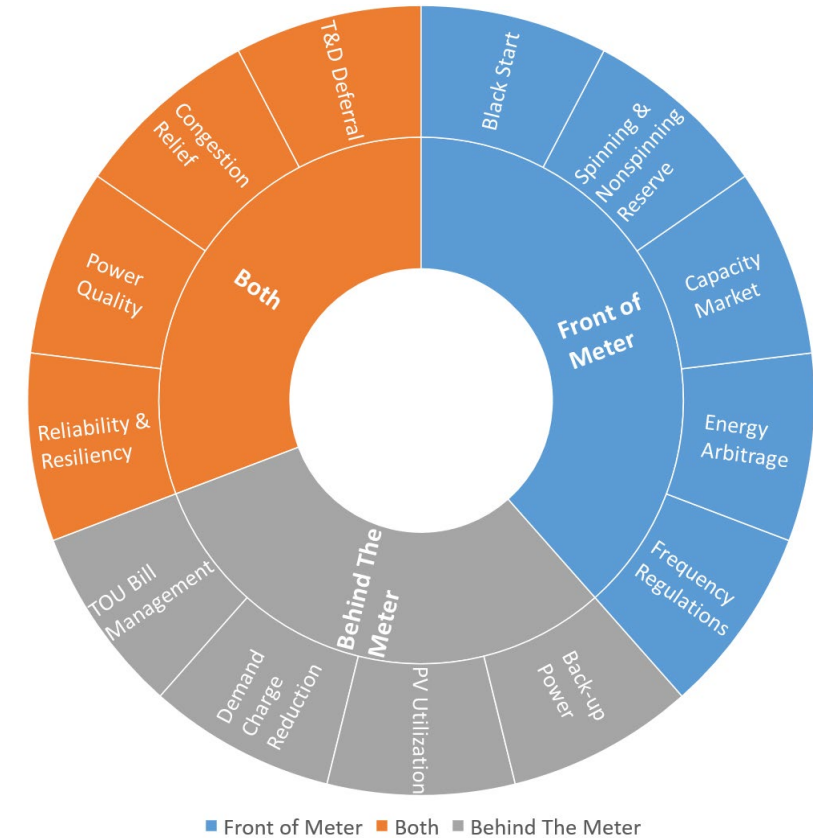 T&D Deferral
Black Start
Spinning &
Nonspinning
Reserve
Capacity
Market
Energy
Arbitrage
Frequency
Regulations
Back-up
Power
PV Utilization
Demand
Charge
Reduction
TOU Bill
Management
Reliability &
Resiliency
Power
Quality
Congestion
Relief
Both
Front of
Meter
Behind The
Meter
Front of Meter Both Behind The Meter